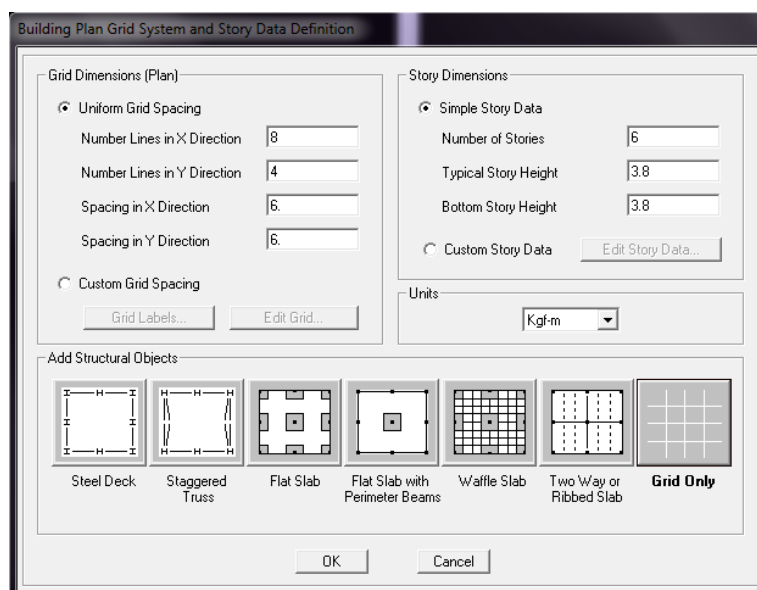 Building Plan Grid System and Story Data Definition
Grid Dimensions (Plan)
Uniform Grid Spacing
Number Lines in X Direction 8
Number Lines in Y Direction 4
Spacing in X Direction 6.
Spacing in Y Direction 6.
Custom Grid Spacing
Grid Labels... Edit Grid...
Story Dimensions
Simple Story Data
Number of Stories 6
Typical Story Height 3.8
Bottom Story Height 3.8
Custom Story Data Edit Story Data...
Units
Kgf-m
Add Structural Objects
Steel Deck
Staggered
Truss
Flat Slab
Flat Slab with
Perimeter Beams
Waffle Slab
Two Way or
Ribbed Slab
Grid Only
OK Cancel